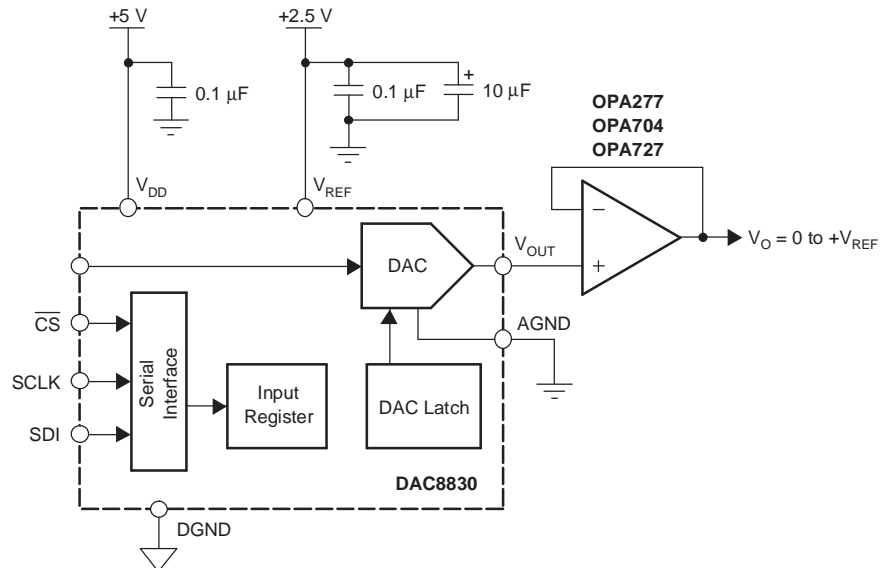 +5 V
+2.5 V
0.1 μF
0.1 μF
+
10 μF
OPA277
OPA704
OPA727
V_DD
V_REF
−
+
V_O = 0 to +V_REF
DAC
V_OUT
CS̅
AGND
SCLK
Serial
Interface
Input
Register
DAC Latch
SDI
DAC8830
DGND